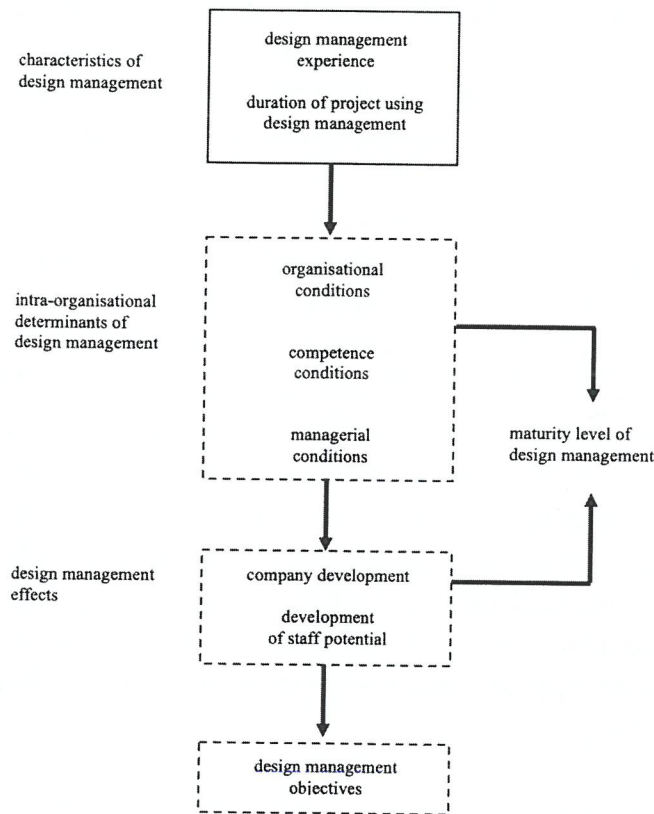 characteristics of
design management
design management
experience
duration of project using
design management
intra-organisational
determinants of
design management
organisational
conditions
competence
conditions
managerial
conditions
maturity level of
design management
design management
effects
company development
development
of staff potential
design management
objectives